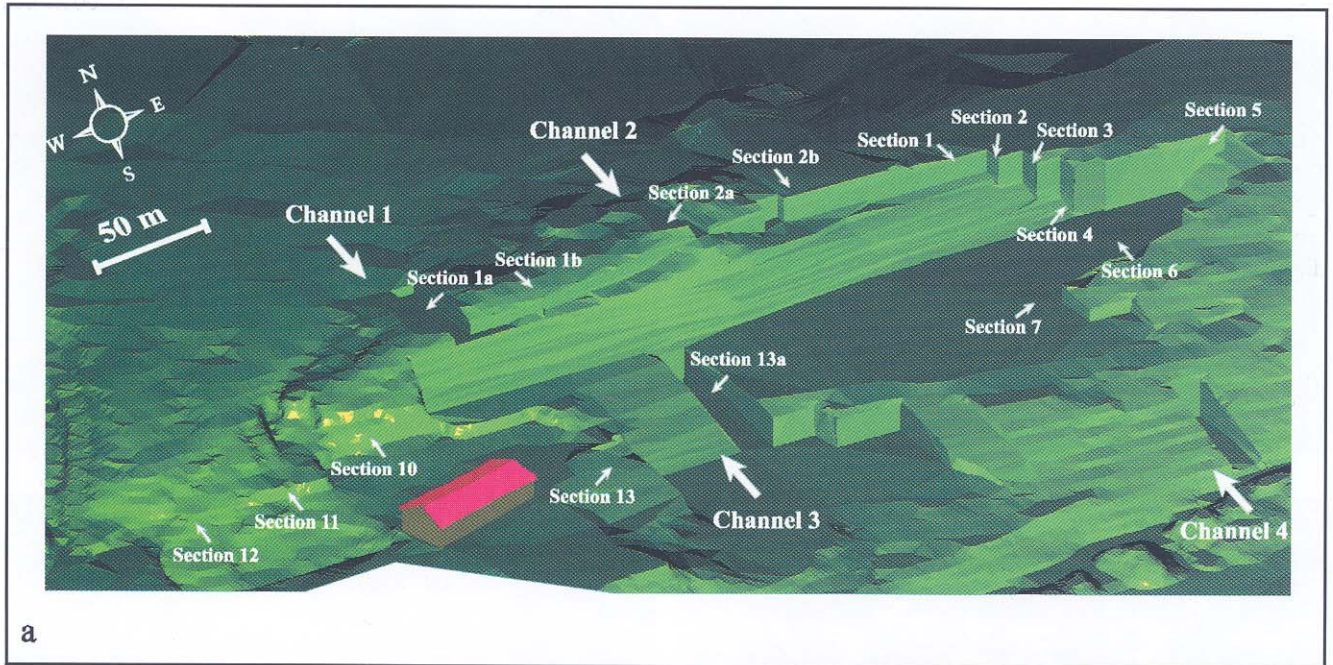 N
E
W
S
50 m
Channel 1
Channel 2
Section 1a
Section 1b
Section 2a
Section 2b
Section 1
Section 2
Section 3
Section 5
Section 4
Section 6
Section 7
Section 13a
Section 10
Section 11
Section 12
Section 13
Channel 3
Channel 4
a